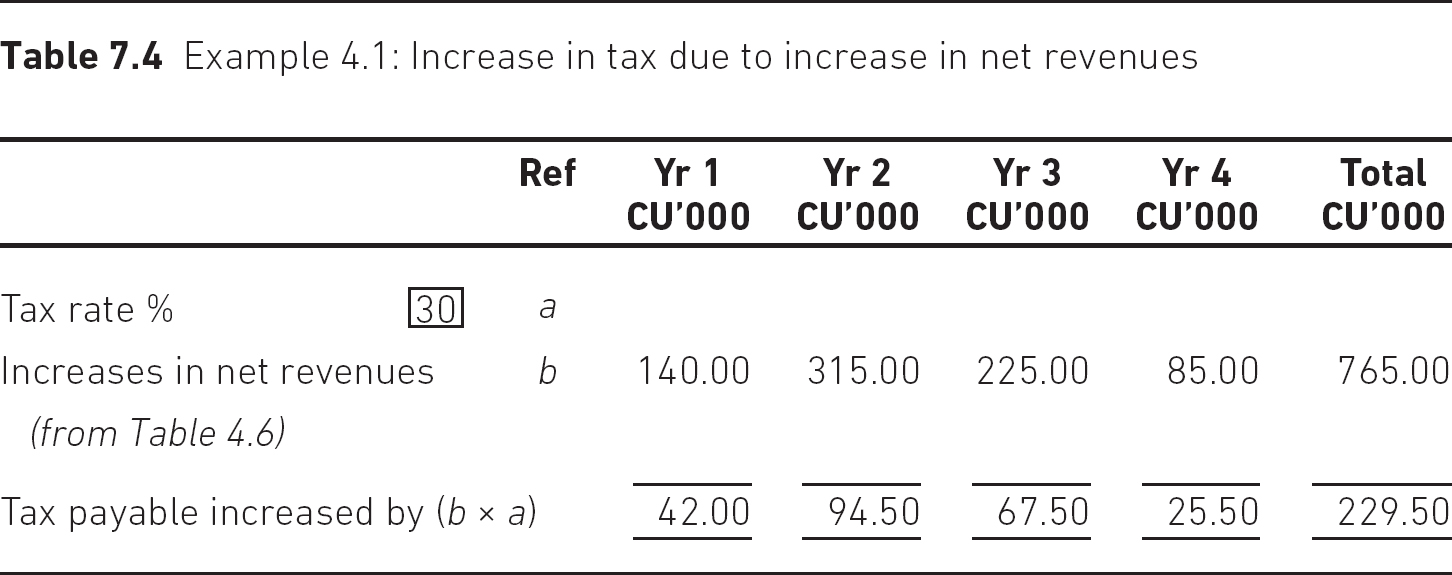 Table 7.4 Example 4.1: Increase in tax due to increase in net revenues
Ref Yr 1 Yr 2 Yr 3 Yr 4 Total
CU’000 CU’000 CU’000 CU’000 CU’000
Tax rate % 30 a
Increases in net revenues b 140.00 315.00 225.00 85.00 765.00
(from Table 4.6)
Tax payable increased by (b × a) 42.00 94.50 67.50 25.50 229.50